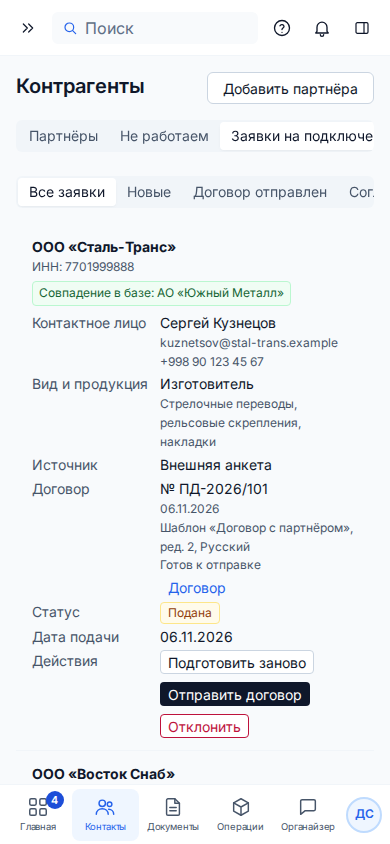 Поиск
Контрагенты
Добавить партнёра
Партнёры Не работаем Заявки на подключе
Все заявки Новые Договор отправлен Сог.
ООО «Сталь-Транс»
ИНН: 7701999888
Совпадение в базе: АО «Южный Металл»
Контактное лицо Сергей Кузнецов
kuznetsov@stal-trans.example
+998 90 123 45 67
Вид и продукция Изготовитель
Стрелочные переводы,
рельсовые скрепления,
накладки
Источник Внешняя анкета
Договор № ПД-2026/101
06.11.2026
Шаблон «Договор с партнёром»,
ред. 2, Русский
Готов к отправке
Договор
Статус Подана
Дата подачи 06.11.2026
Действия Подготовить заново
Отправить договор
Отклонить
ООО «Восток Снаб»
4
Главная Контакты Документы Операции Органайзер ДС